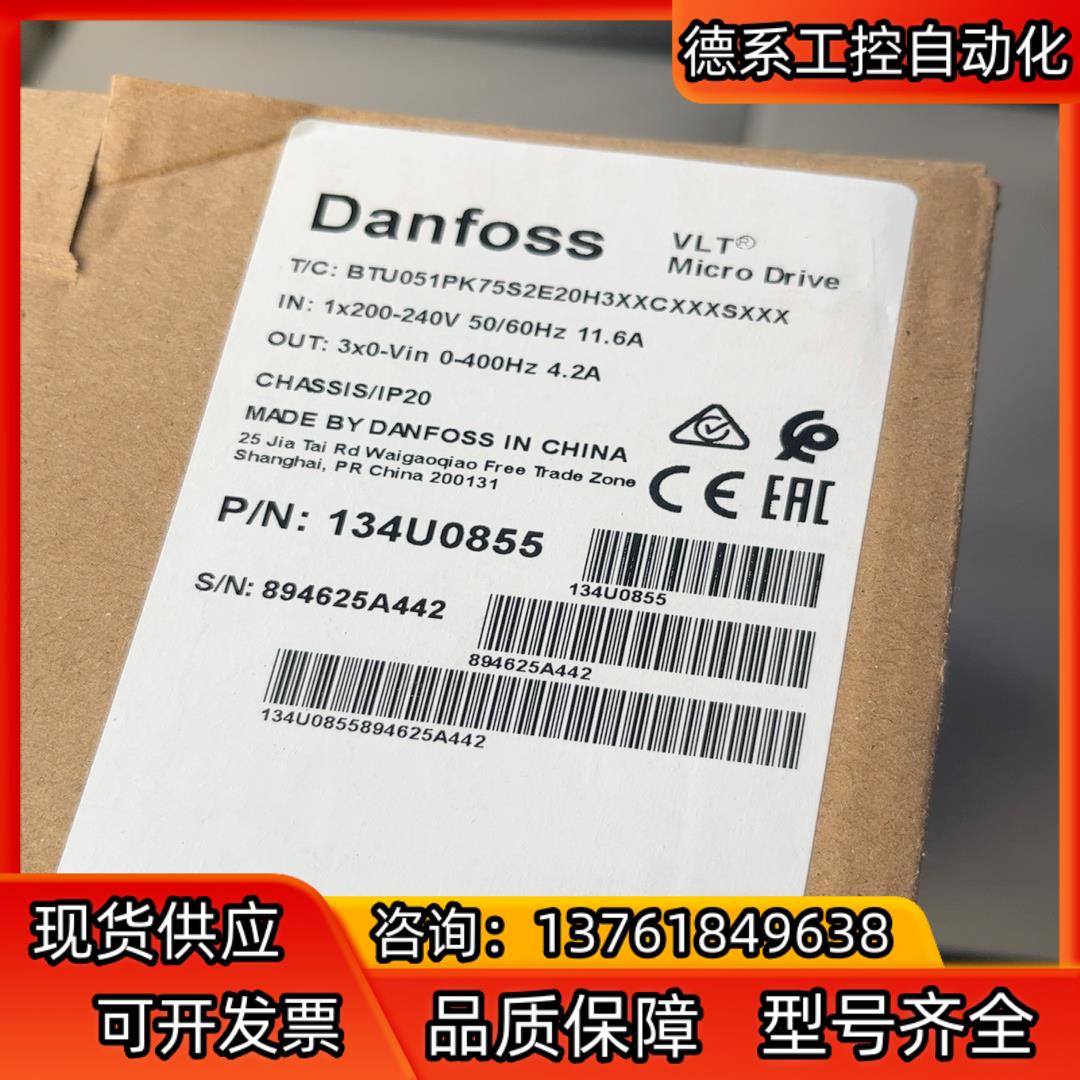 德系工控自动化
Danfoss
VLT®
Micro Drive
T/C: BTU051PK75S2E20H3XXCXXXSXXX
IN: 1x200-240V 50/60Hz 11.6A
OUT: 3x0-Vin 0-400Hz 4.2A
CHASSIS/IP20
MADE BY DANFOSS IN CHINA
25 Jia Tai Rd Waigaoqiao Free Trade Zone
Shanghai, PR China 200131
CE EAC
P/N: 134U0855
134U0855
S/N: 894625A442
894625A442
134U0855894625A442
现货供应
咨询：13761849638
可开发票
品质保障
型号齐全